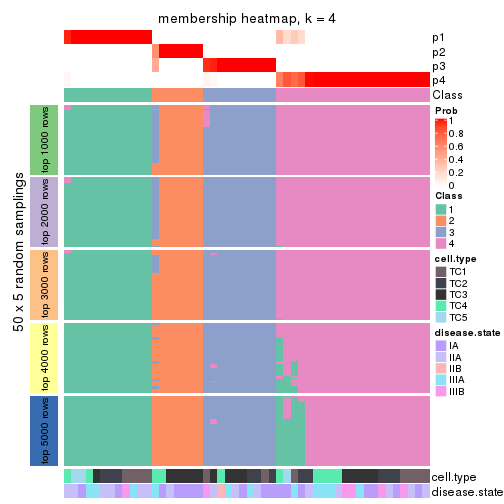 membership heatmap, k = 4
p1
p2
p3
p4
Class
50 x 5 random samplings
top 1000 rows
top 2000 rows
top 3000 rows
top 4000 rows
top 5000 rows
Prob
1
0.8
0.6
0.4
0.2
0
Class
1
2
3
4
cell.type
TC1
TC2
TC3
TC4
TC5
disease.state
IA
IIA
IIB
IIIA
IIIB
cell.type
disease.state